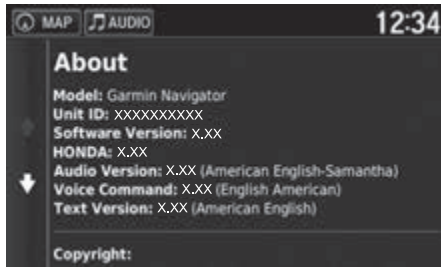 MAP AUDIO 12:34
About
Model: Garmin Navigator
Unit ID: XXXXXXXXXX
Software Version: X.XX
HONDA: X.XX
Audio Version: X.XX (American English-Samantha)
Voice Command: X.XX (English American)
Text Version: X.XX (American English)
Copyright: